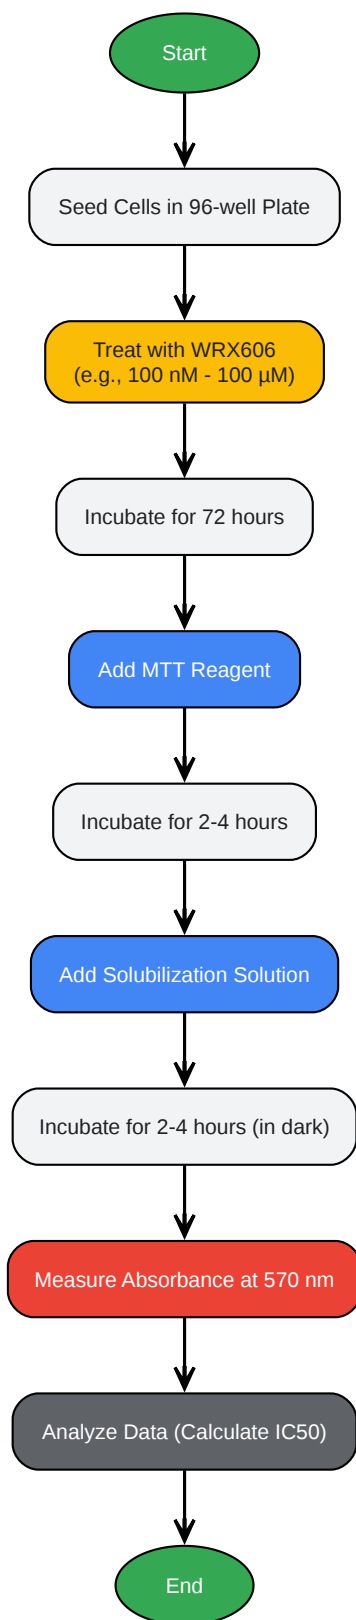 Start
Seed Cells in 96-well Plate
Treat with WRX606
(e.g., 100 nM - 100 µM)
Incubate for 72 hours
Add MTT Reagent
Incubate for 2-4 hours
Add Solubilization Solution
Incubate for 2-4 hours (in dark)
Measure Absorbance at 570 nm
Analyze Data (Calculate IC50)
End